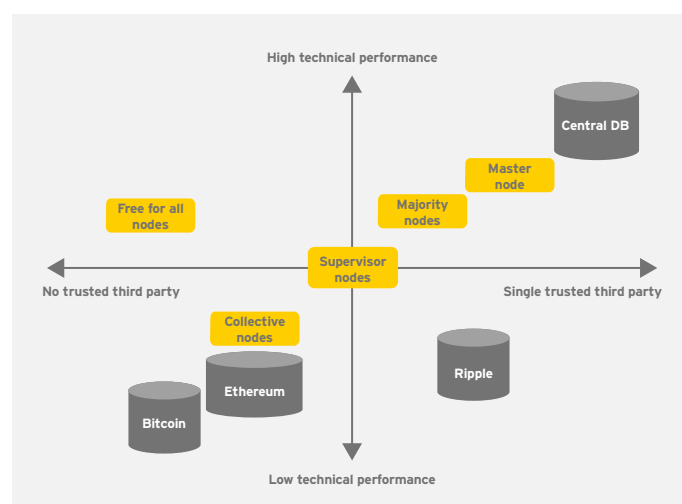 High technical performance
Central DB
Master
node
Majority
nodes
Free for all
nodes
Supervisor
nodes
No trusted third party
Single trusted third party
Collective
nodes
Ethereum
Ripple
Bitcoin
Low technical performance